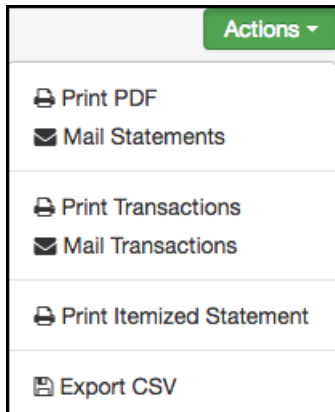 Actions
Print PDF
Mail Statements
Print Transactions
Mail Transactions
Print Itemized Statement
Export CSV